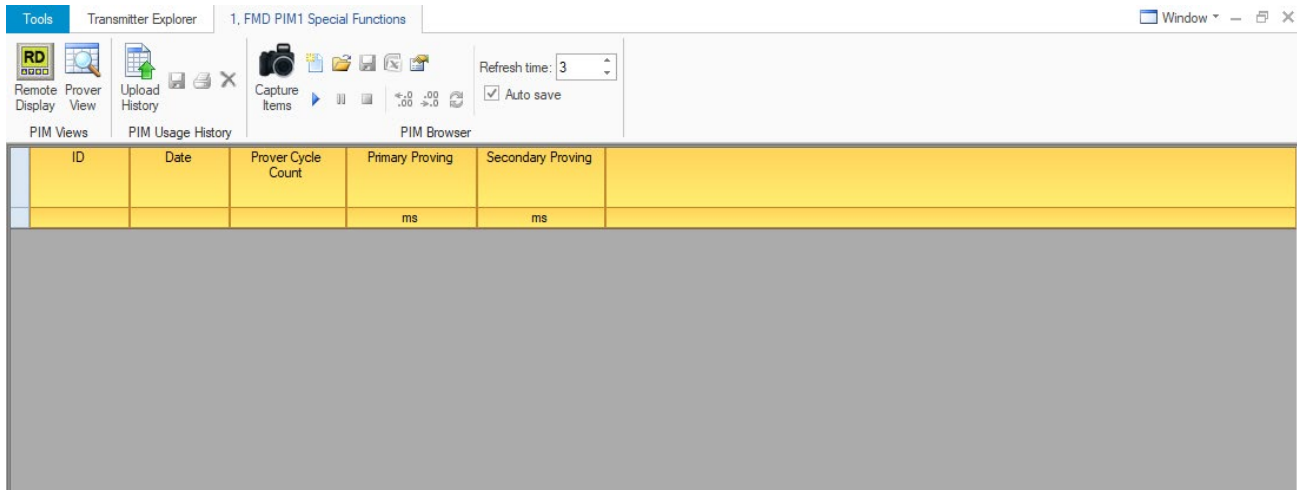 Tools Transmitter Explorer 1, FMD PIM1 Special Functions Window
RD
Remote Display
Prover View
Upload History
Capture Items
Refresh time: 3
Auto save
PIM Views PIM Usage History PIM Browser
ID Date Prover Cycle Count Primary Proving Secondary Proving
ms ms